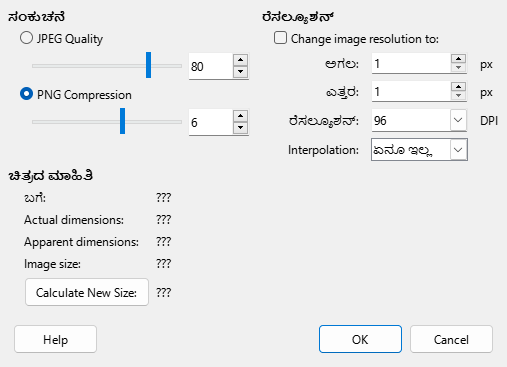 ಸಂಕುಚನೆ
JPEG Quality
80
PNG Compression
6
ಚಿತ್ರದ ಮಾಹಿತಿ
ಬಗೆ: ???
Actual dimensions: ???
Apparent dimensions: ???
Image size: ???
Calculate New Size: ???
ರೆಸಲ್ಯೂಶನ್
Change image resolution to:
ಅಗಲ: 1 px
ಎತ್ತರ: 1 px
ರೆಸಲ್ಯೂಶನ್: 96 DPI
Interpolation: ಏನೂ ಇಲ್ಲ
Help OK Cancel